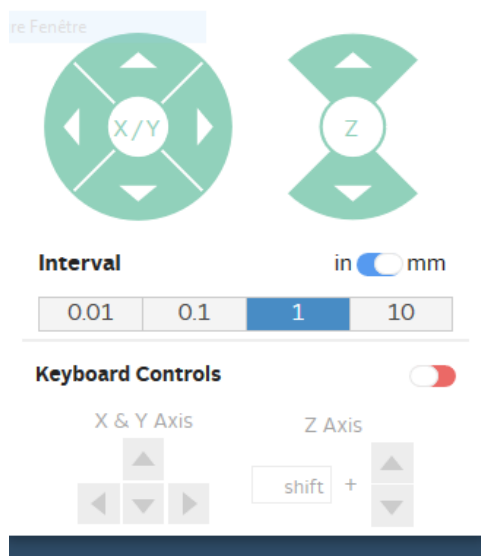 re Fenêtre
X/Y
Z
Interval
in mm
0.01 0.1 1 10
Keyboard Controls
X & Y Axis
Z Axis
shift +